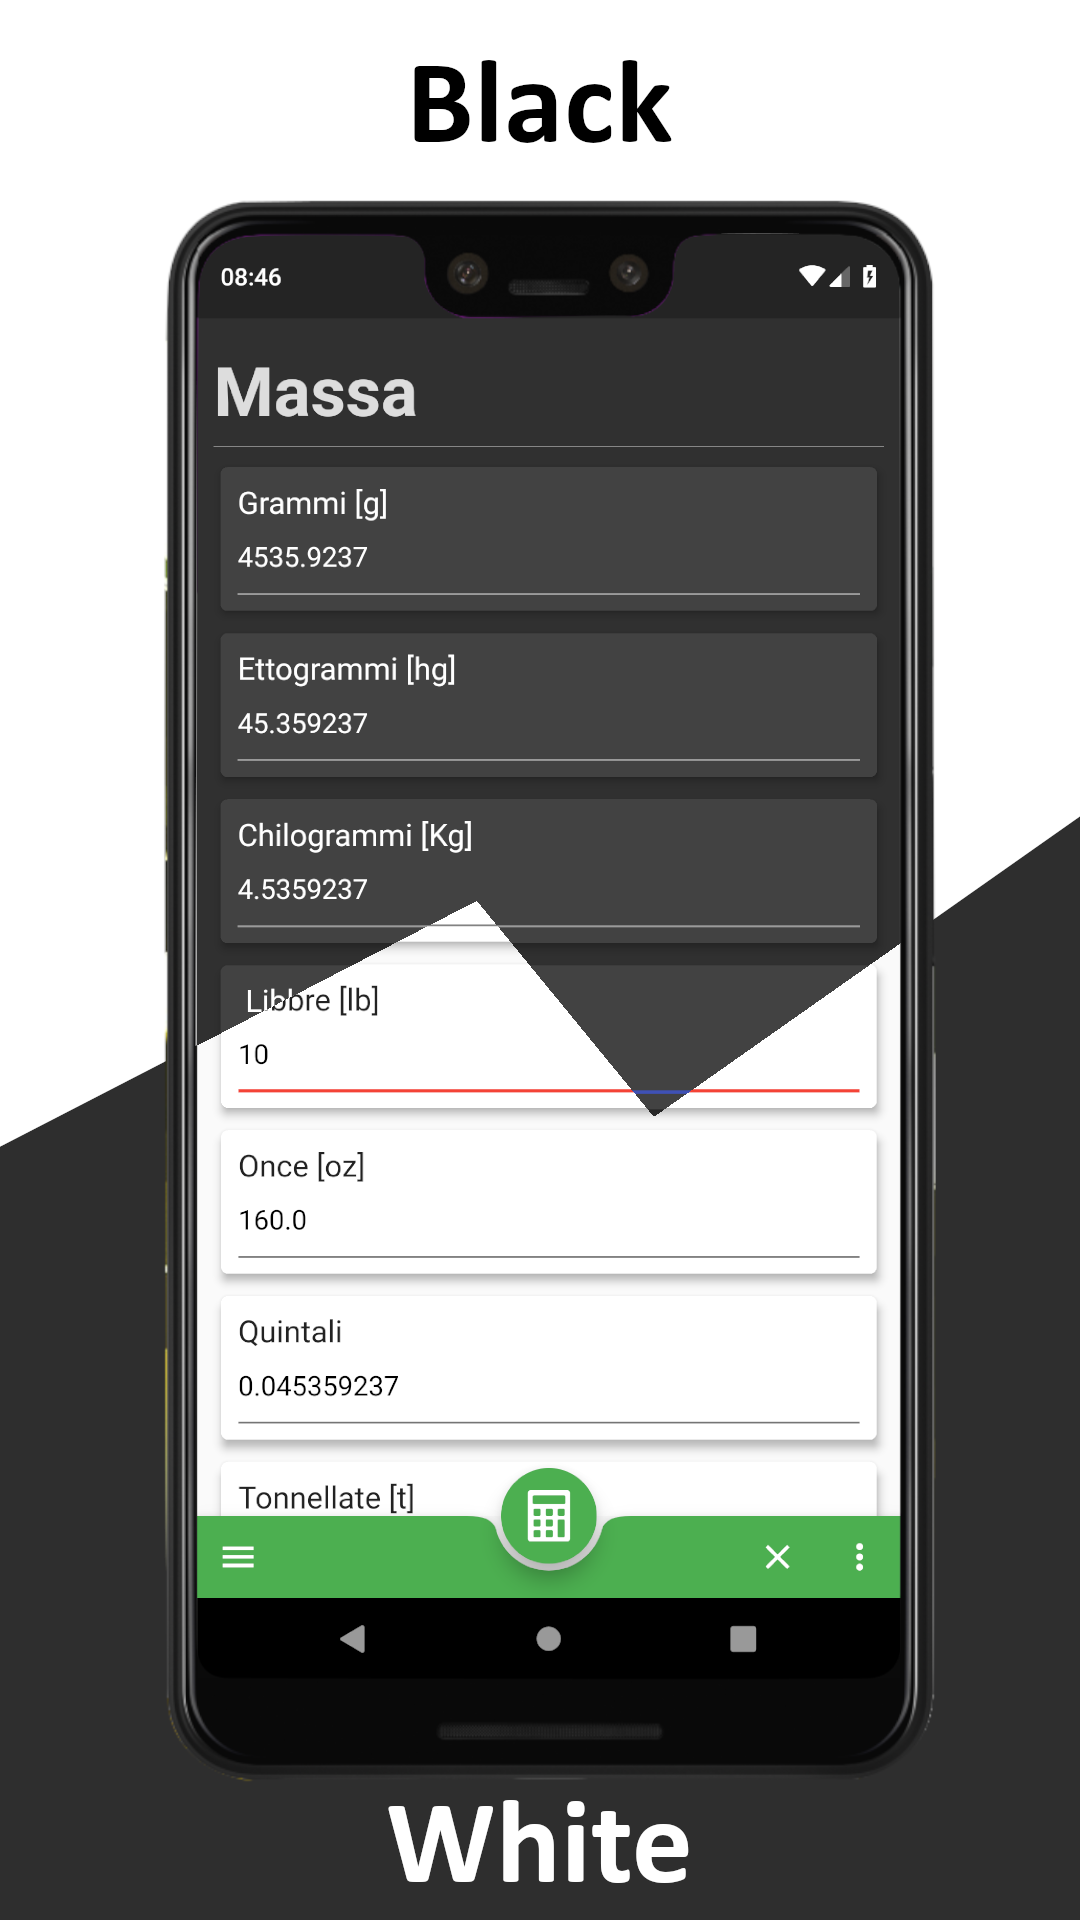 Black
08:46
Massa
Grammi [g]
4535.9237
Ettogrammi [hg]
45.359237
Chilogrammi [Kg]
4.5359237
Libbre [lb]
10
Once [oz]
160.0
Quintali
0.045359237
Tonnellate [t]
White